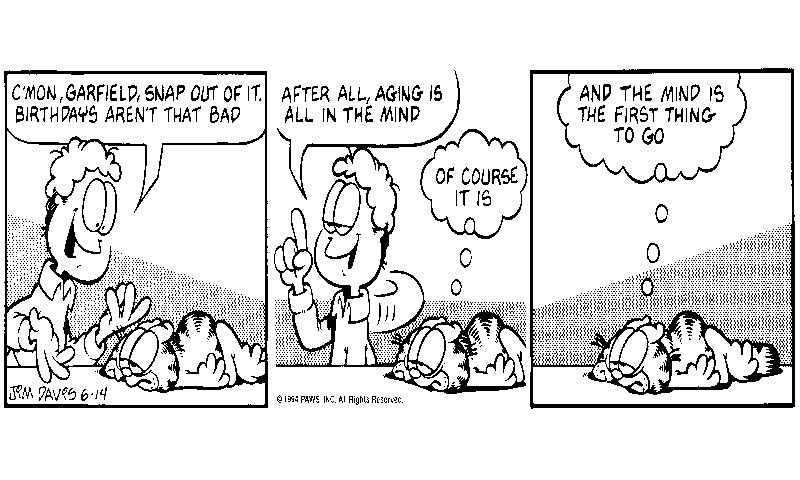 C'MON, GARFIELD, SNAP OUT OF IT.
BIRTHDAYS AREN'T THAT BAD
JIM DAVIS 6-14
AFTER ALL, AGING IS
ALL IN THE MIND
OF COURSE
IT IS
© 1994 PAWS, INC. All Rights Reserved.
AND THE MIND IS
THE FIRST THING
TO GO